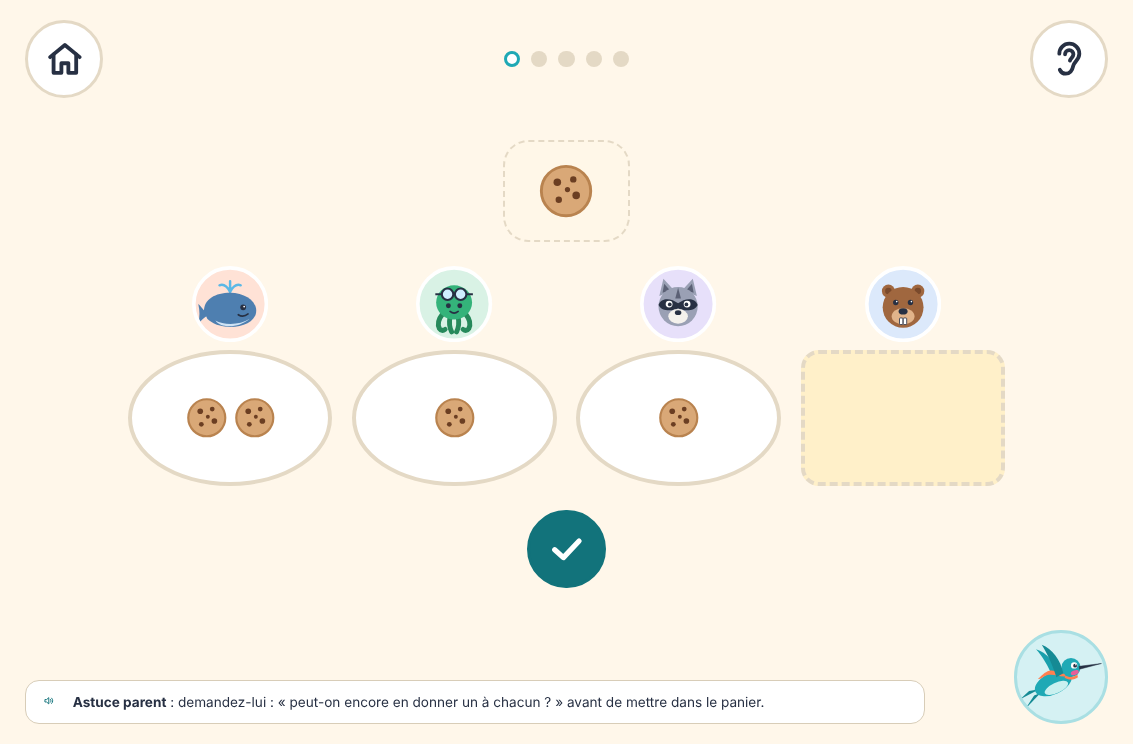 Astuce parent : demandez-lui : « peut-on encore en donner un à chacun ? » avant de mettre dans le panier.